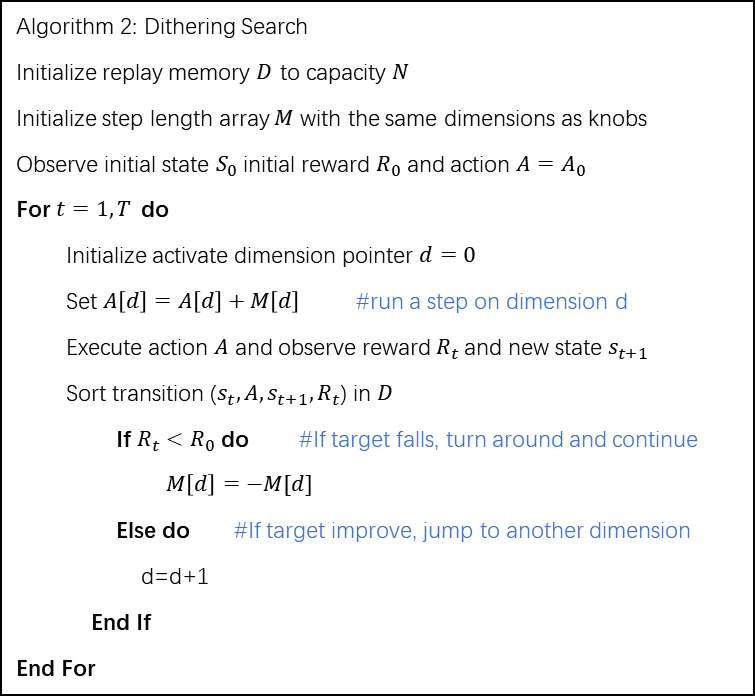 Algorithm 2: Dithering Search
Initialize replay memory D to capacity N
Initialize step length array M with the same dimensions as knobs
Observe initial state S₀ initial reward R₀ and action A = A₀
For t = 1,T do
Initialize activate dimension pointer d = 0
Set A[d] = A[d] + M[d] #run a step on dimension d
Execute action A and observe reward Rₜ and new state sₜ₊₁
Sort transition (sₜ, A, sₜ₊₁, Rₜ) in D
If Rₜ < R₀ do #If target falls, turn around and continue
M[d] = −M[d]
Else do #If target improve, jump to another dimension
d=d+1
End If
End For